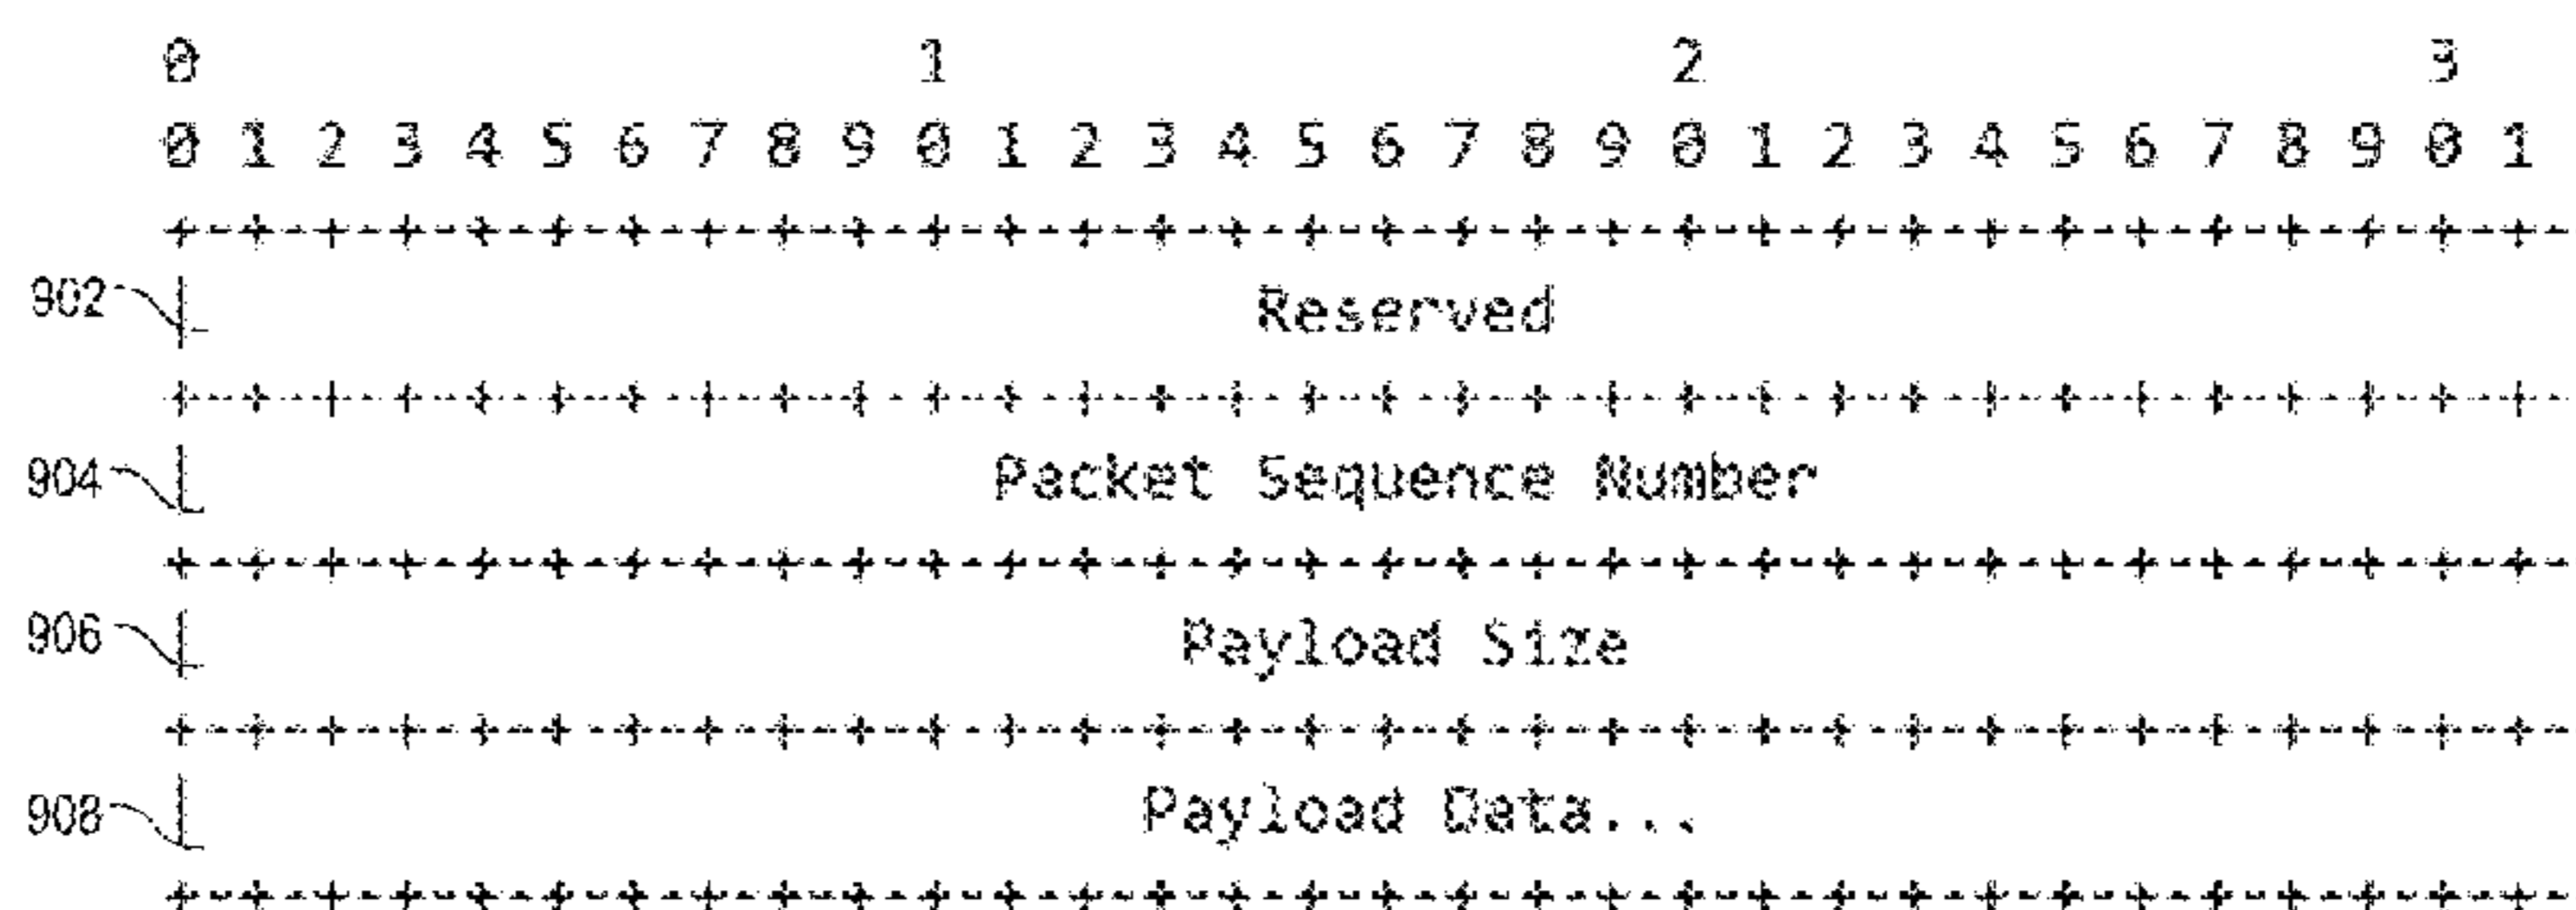 0 1 2 3
0 1 2 3 4 5 6 7 8 9 0 1 2 3 4 5 6 7 8 9 0 1 2 3 4 5 6 7 8 9 0 1
+-+-+-+-+-+-+-+-+-+-+-+-+-+-+-+-+-+-+-+-+-+-+-+-+-+-+-+-+-+-+-+-
902 | Reserved
+-+-+-+-+-+-+-+-+-+-+-+-+-+-+-+-+-+-+-+-+-+-+-+-+-+-+-+-+-+-+-+-
904 | Packet Sequence Number
+-+-+-+-+-+-+-+-+-+-+-+-+-+-+-+-+-+-+-+-+-+-+-+-+-+-+-+-+-+-+-+-
906 | Payload Size
+-+-+-+-+-+-+-+-+-+-+-+-+-+-+-+-+-+-+-+-+-+-+-+-+-+-+-+-+-+-+-+-
908 | Payload Data...
+-+-+-+-+-+-+-+-+-+-+-+-+-+-+-+-+-+-+-+-+-+-+-+-+-+-+-+-+-+-+-+-